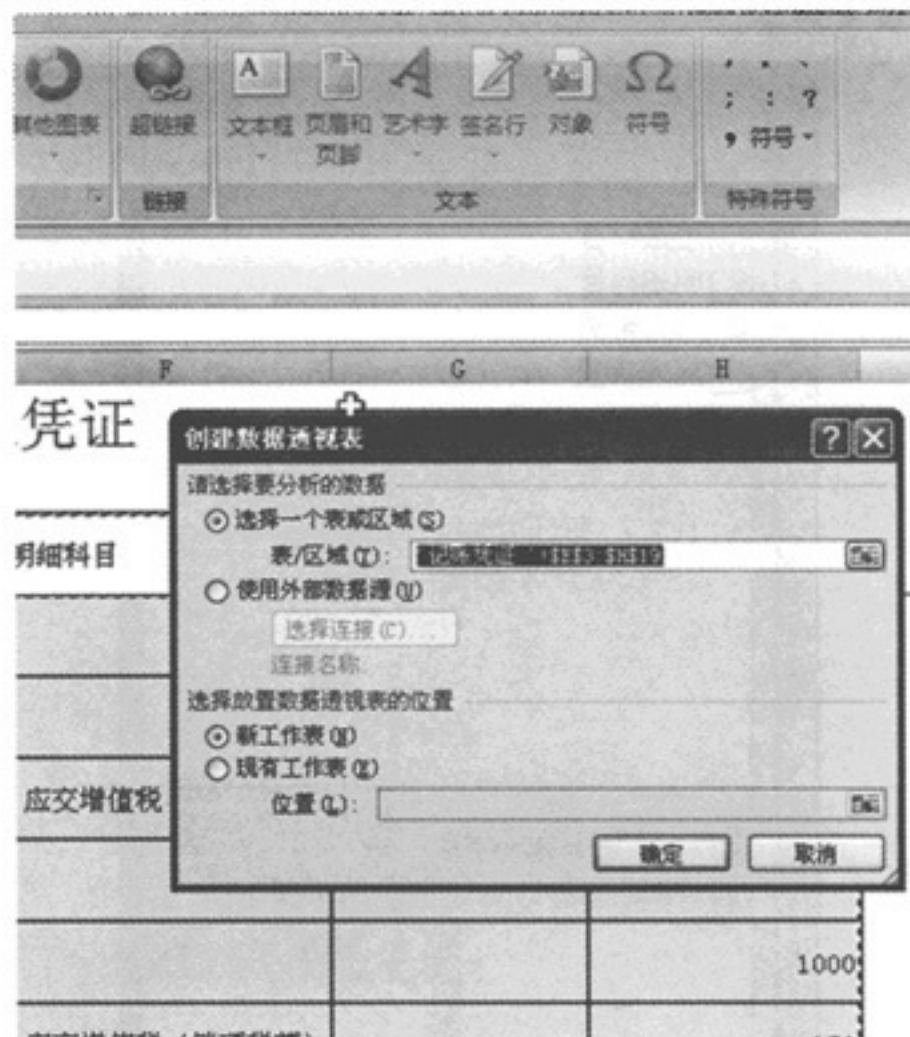 其他图表 超链接 文本框 页眉和页脚 艺术字 签名行 对象 符号 符号
链接 文本 特殊符号
F G H
凭证
创建数据透视表
请选择要分析的数据
选择一个表或区域(S)
明细科目
表/区域(T):
使用外部数据源(U)
选择连接(C)...
连接名称:
选择放置数据透视表的位置
新工作表(N)
现有工作表(E)
应交增值税
位置(L):
确定 取消
1000